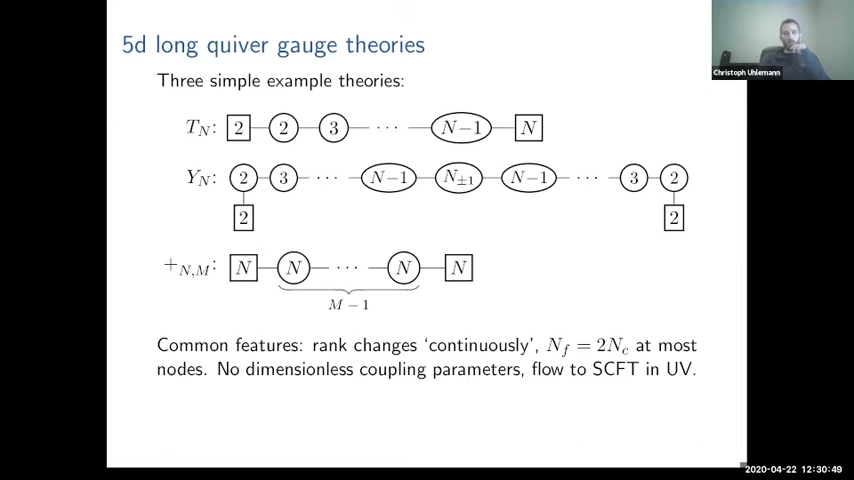 5d long quiver gauge theories
Christoph Uhlemann
Three simple example theories:
T_N: 2 2 3 ··· N−1 N
Y_N: 2 3 ··· N−1 N_{±1} N−1 ··· 3 2
2 2
+_{N,M}: N N ··· N N
M − 1
Common features: rank changes ‘continuously’, N_f = 2N_c at most
nodes. No dimensionless coupling parameters, flow to SCFT in UV.
2020-04-22 12:30:49